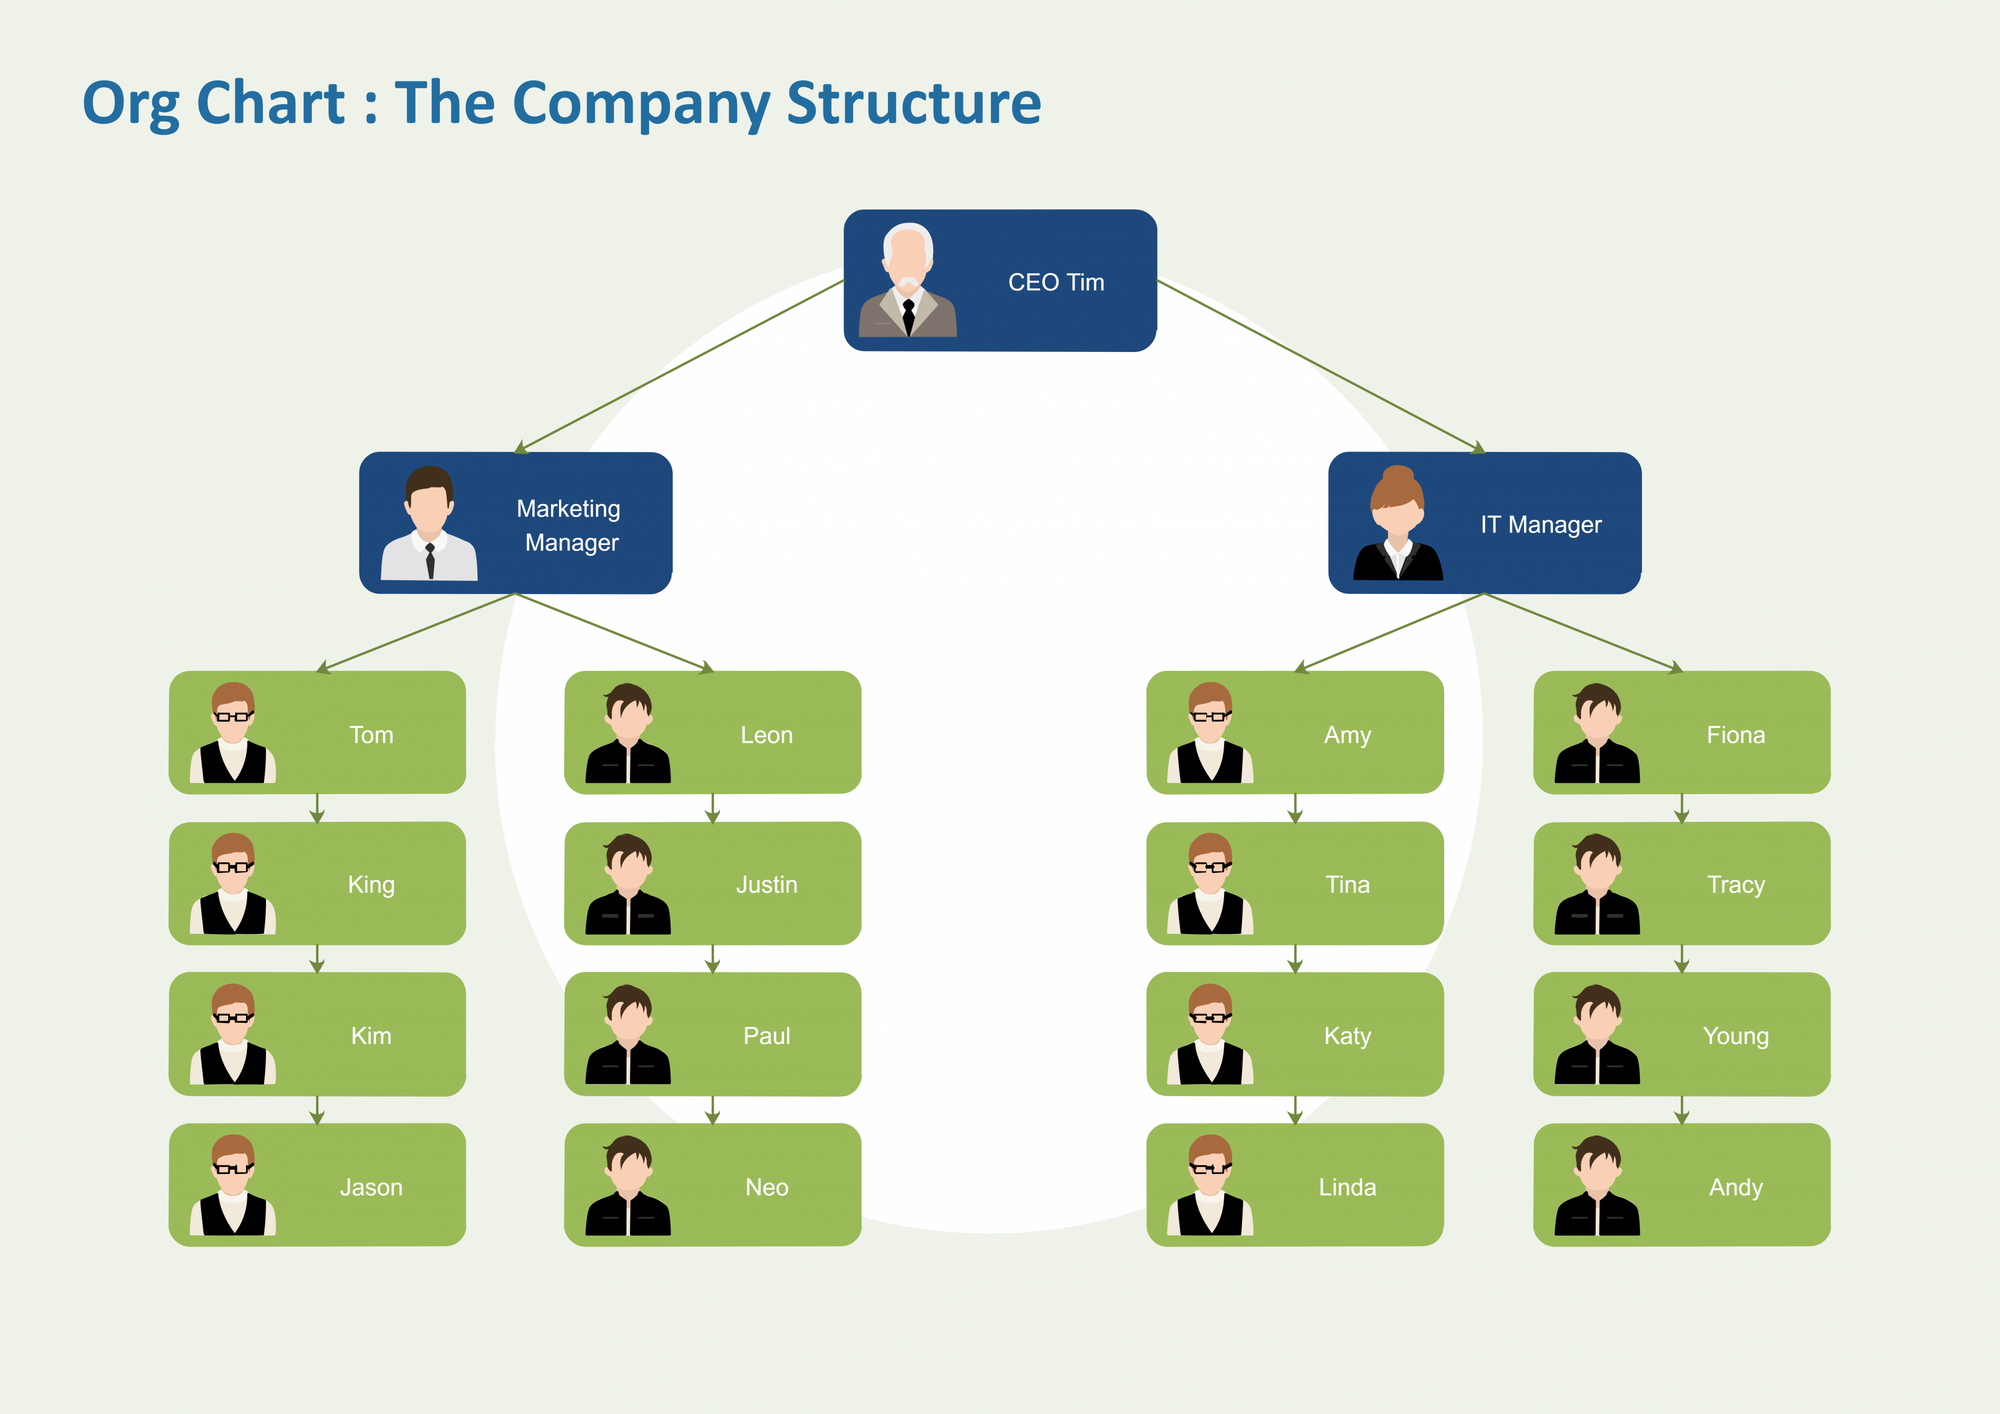 Org Chart : The Company Structure
CEO Tim
Marketing
Manager
IT Manager
Tom
Leon
Amy
Fiona
King
Justin
Tina
Tracy
Kim
Paul
Katy
Young
Jason
Neo
Linda
Andy